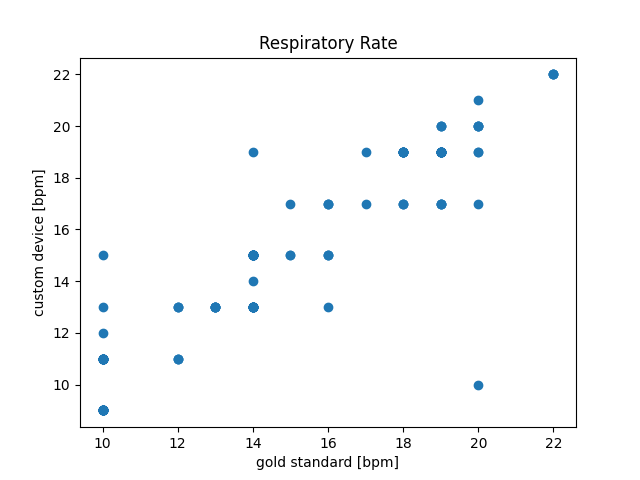 Respiratory Rate
22
20
18
16
14
12
10
custom device [bpm]
10 12 14 16 18 20 22
gold standard [bpm]